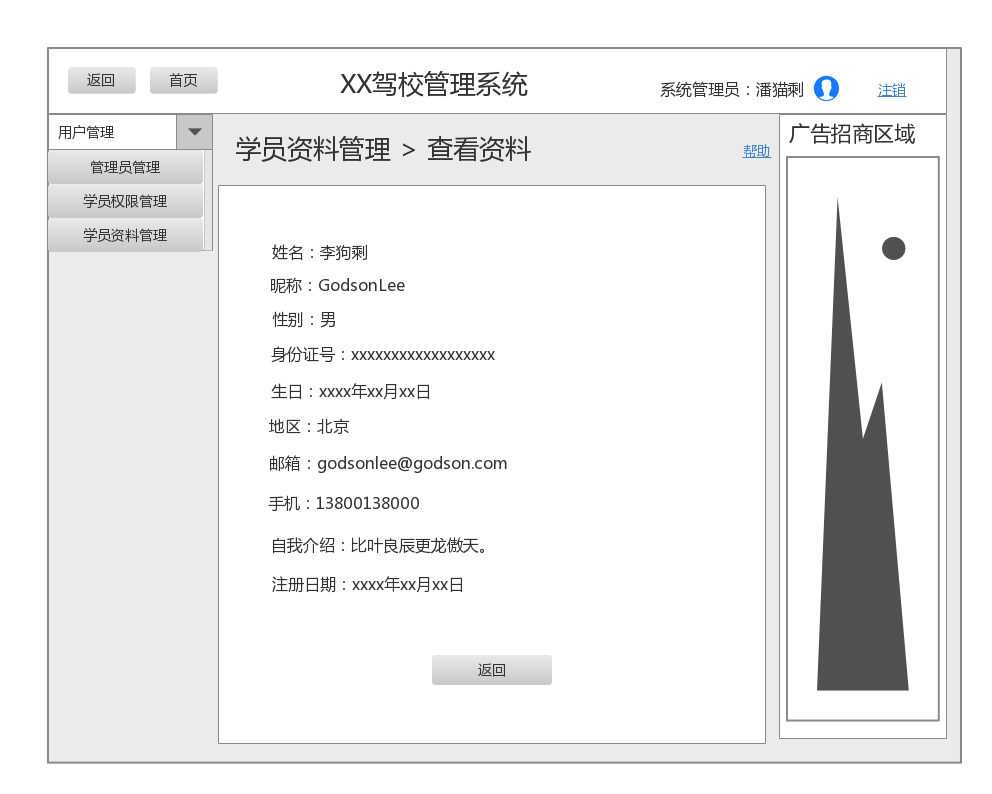 返回
首页
XX驾校管理系统
系统管理员：潘猫剩
注销
用户管理
管理员管理
学员权限管理
学员资料管理
学员资料管理 > 查看资料
帮助
姓名：李狗剩
昵称：GodsonLee
性别：男
身份证号：xxxxxxxxxxxxxxxxxx
生日：xxxx年xx月xx日
地区：北京
邮箱：godsonlee@godson.com
手机：13800138000
自我介绍：比叶良辰更龙傲天。
注册日期：xxxx年xx月xx日
返回
广告招商区域